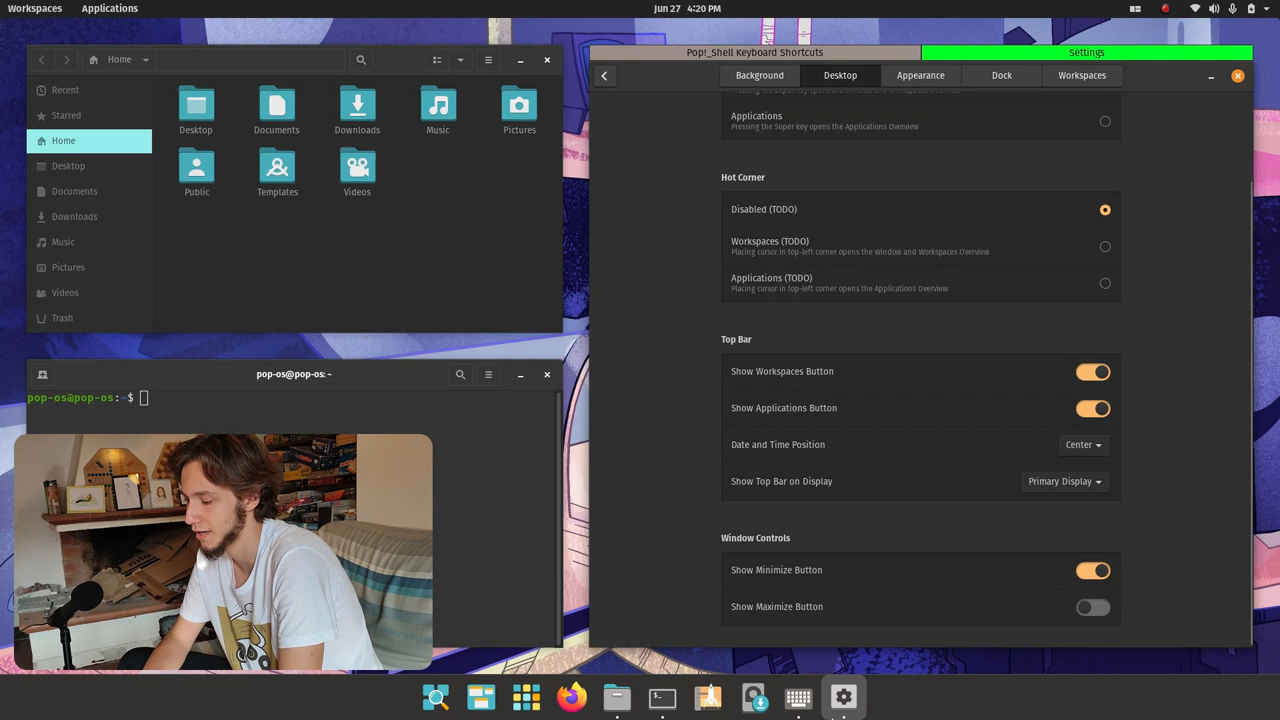 Workspaces Applications Jun 27 4:20 PM
Home
Recent
Starred
Home
Desktop
Documents
Downloads
Music
Pictures
Videos
Trash
Desktop Documents Downloads Music Pictures
Public Templates Videos
pop-os@pop-os: ~
pop-os@pop-os:~$
Pop!_Shell Keyboard Shortcuts Settings
Background Desktop Appearance Dock Workspaces
Applications
Pressing the Super key opens the Applications Overview
Hot Corner
Disabled (TODO)
Workspaces (TODO)
Placing cursor in top-left corner opens the Window and Workspaces Overview
Applications (TODO)
Placing cursor in top-left corner opens the Applications Overview
Top Bar
Show Workspaces Button
Show Applications Button
Date and Time Position Center
Show Top Bar on Display Primary Display
Window Controls
Show Minimize Button
Show Maximize Button